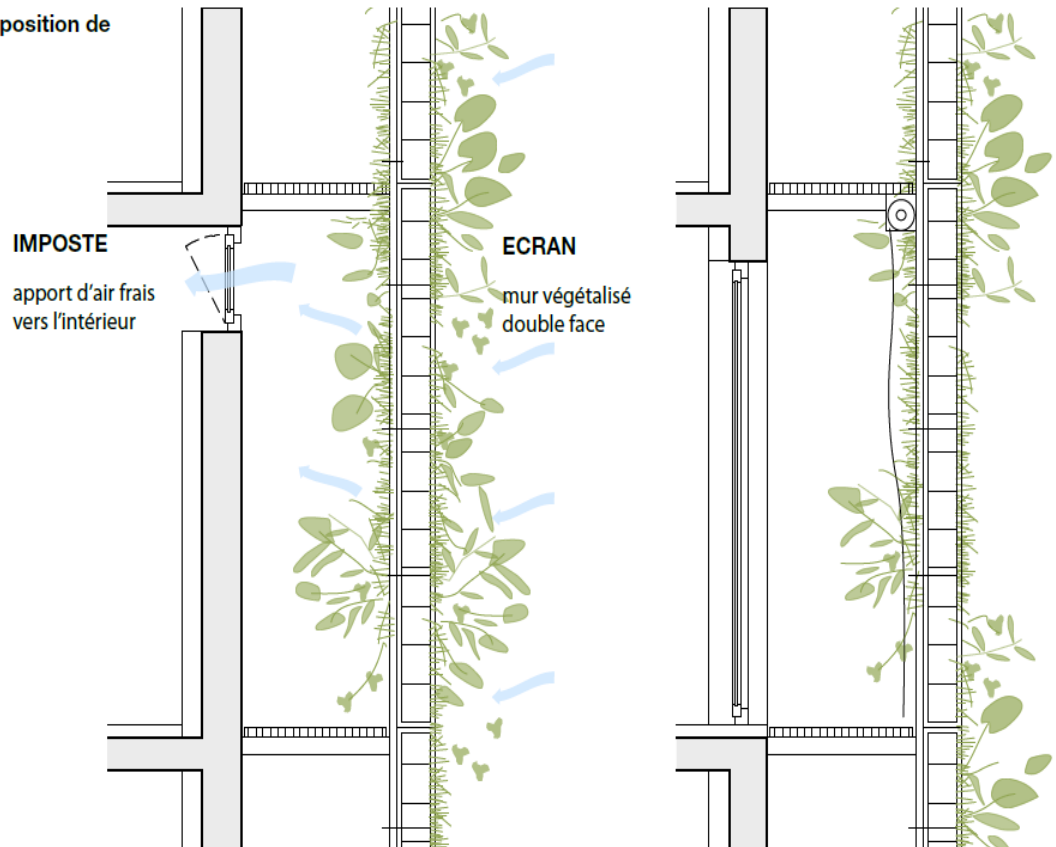 position de
IMPOSTE
apport d'air frais
vers l'intérieur
ECRAN
mur végétalisé
double face